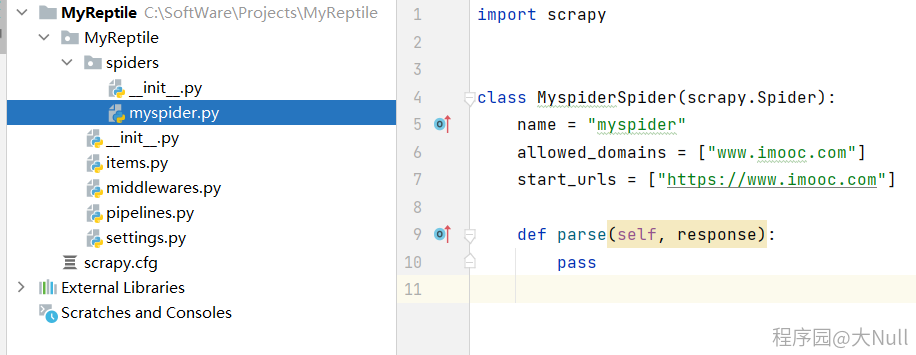 MyReptile C:\SoftWare\Projects\MyReptile
MyReptile
spiders
__init__.py
myspider.py
__init__.py
items.py
middlewares.py
pipelines.py
settings.py
scrapy.cfg
External Libraries
Scratches and Consoles
1 import scrapy
2
3
4 class MyspiderSpider(scrapy.Spider):
5     name = "myspider"
6     allowed_domains = ["www.imooc.com"]
7     start_urls = ["https://www.imooc.com"]
8
9     def parse(self, response):
10         pass
11
程序园@大Null